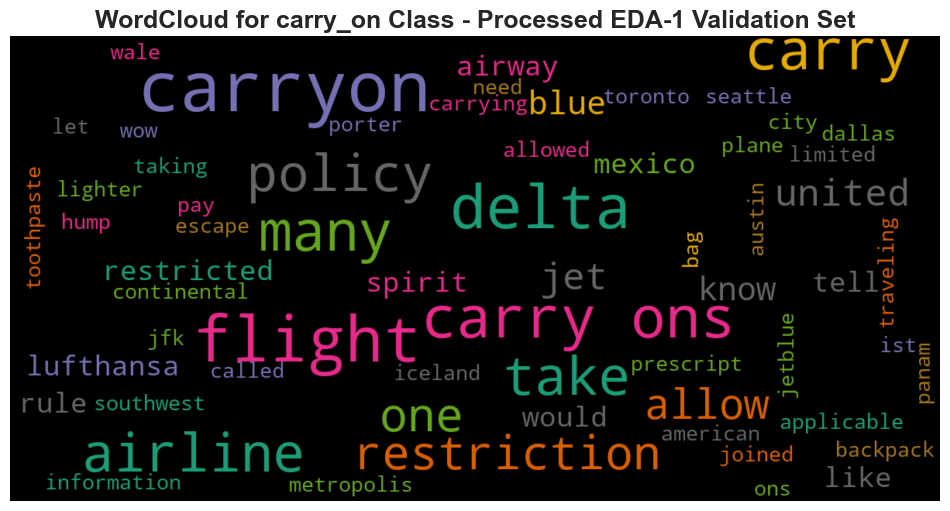 WordCloud for carry_on Class - Processed EDA-1 Validation Set
wale
carryon
airway
carry
need
carrying
blue
toronto
seattle
let
wow
porter
city
dallas
taking
policy
allowed
mexico
plane
limited
toothpaste
lighter
hump
pay
escape
many
delta
united
austin
bag
traveling
restricted
continental
spirit
jet
know
tell
jfk
flight
carry ons
jetblue
ist
panam
lufthansa
called
iceland
take
prescript
rule
southwest
one
would
allow
applicable
american
airline
restriction
joined
backpack
information
metropolis
like
ons